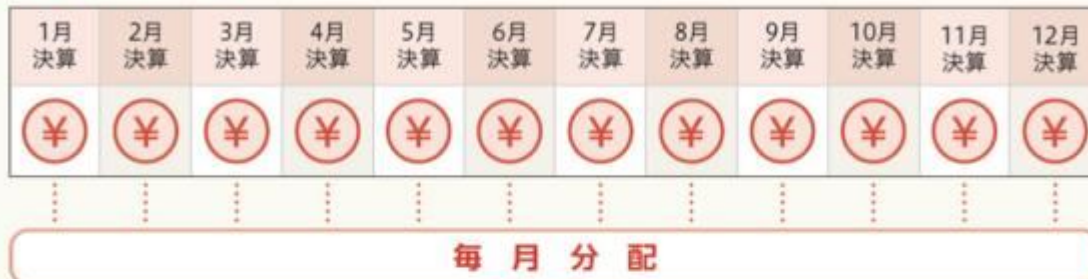 1月 2月 3月 4月 5月 6月 7月 8月 9月 10月 11月 12月
決算 決算 決算 決算 決算 決算 決算 決算 決算 決算 決算 決算
¥ ¥ ¥ ¥ ¥ ¥ ¥ ¥ ¥ ¥ ¥ ¥
毎月分配